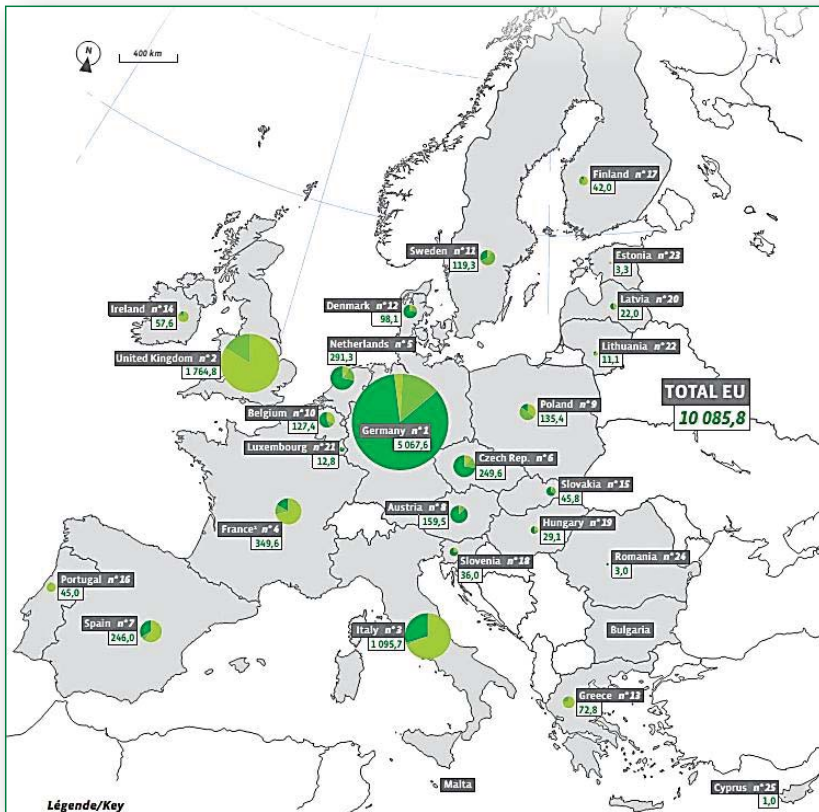 N
400 km
Finland n°17
42,0
Sweden n°11
119,3
Estonia n°23
3,3
Latvia n°20
22,0
Lithuania n°22
11,1
Ireland n°14
57,6
Denmark n°12
98,1
United Kingdom n°2
1 764,8
Netherlands n°5
291,3
TOTAL EU
10 085,8
Belgium n°10
127,4
Germany n°1
5 067,6
Poland n°9
135,4
Luxembourg n°21
12,8
Czech Rep. n°6
249,6
Slovakia n°15
45,8
Austria n°8
159,5
France¹ n°4
349,6
Hungary n°19
29,1
Slovenia n°18
36,0
Romania n°24
3,0
Portugal n°16
45,0
Spain n°7
246,0
Italy n°3
1 095,7
Bulgaria
Greece n°13
72,8
Malta
Cyprus n°25
1,0
Légende/Key